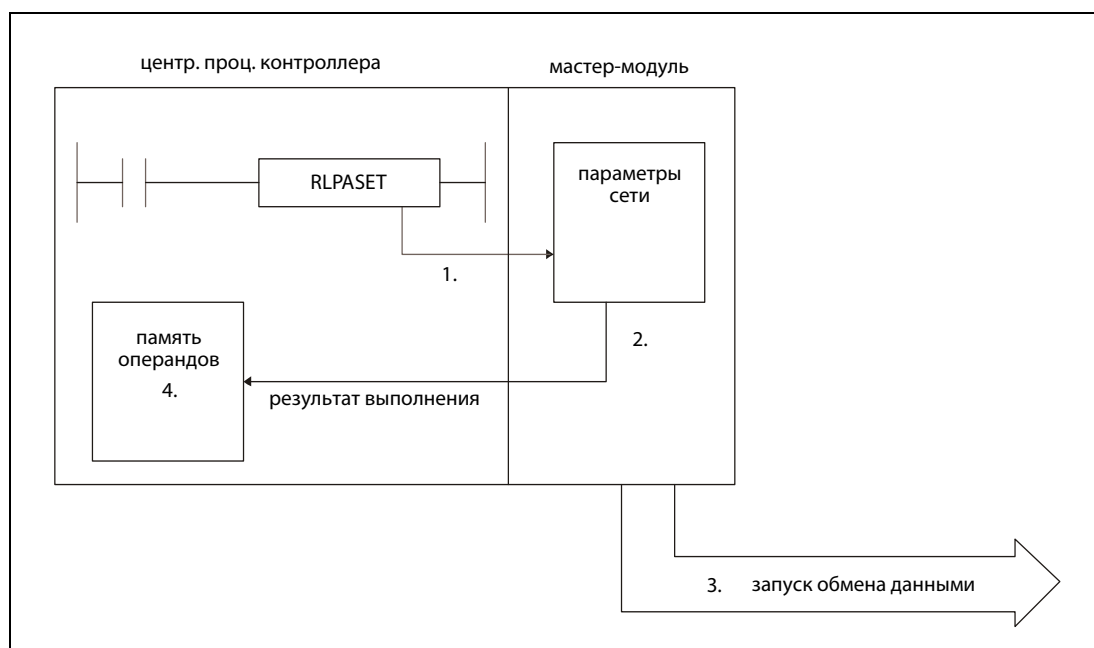 центр. проц. контроллера
мастер-модуль
RLPASET
параметры
сети
1.
память
операндов
4.
2.
результат выполнения
3. запуск обмена данными